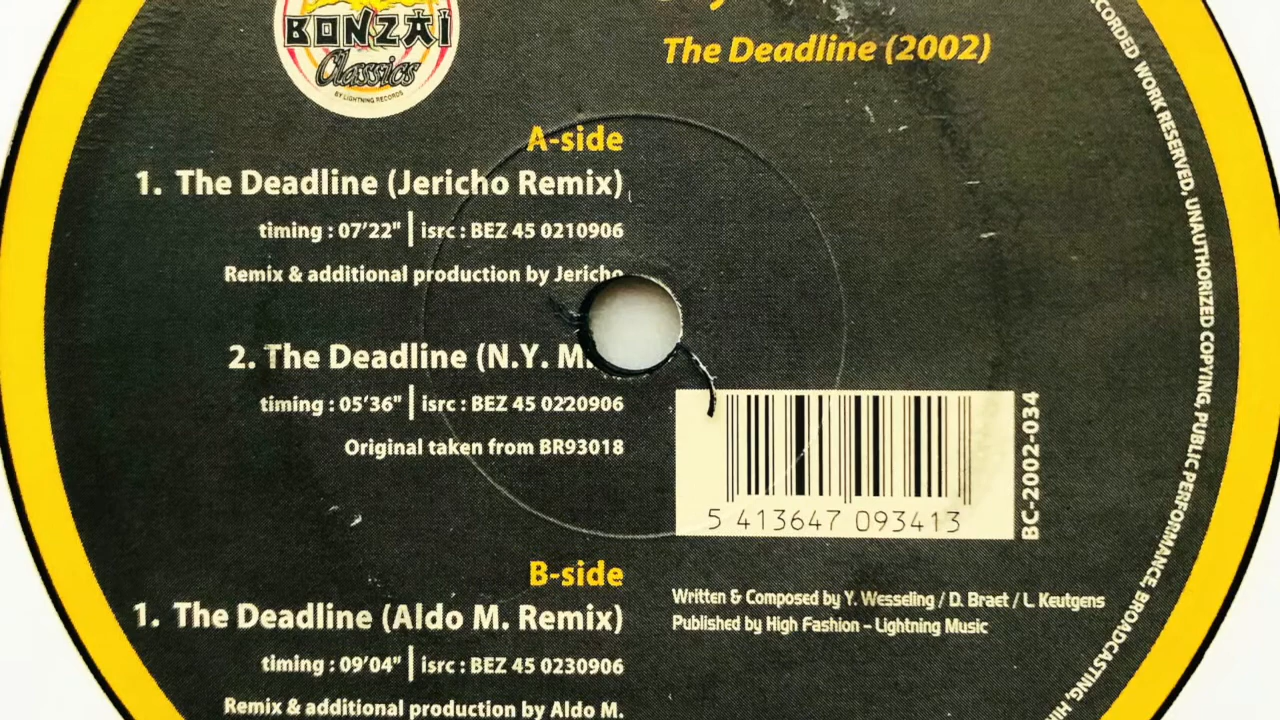 BONZAI
Classics
BY LIGHTNING RECORDS
The Deadline (2002)
A-side
1. The Deadline (Jericho Remix)
timing : 07'22" | isrc : BEZ 45 0210906
Remix & additional production by Jericho
2. The Deadline (N.Y.
timing : 05'36" | isrc : BEZ 45 0220906
Original taken from BR93018
5 413647 093413
BC-2002-034
B-side
1. The Deadline (Aldo M. Remix)
timing : 09'04" | isrc : BEZ 45 0230906
Remix & additional production by Aldo M.
Written & Composed by Y. Wesseling / D. Braet / L. Keutgens
Published by High Fashion - Lightning Music
WORK RESERVED, UNAUTHORIZED COPYING, PUBLIC PERFORMANCE, BROADCASTING,